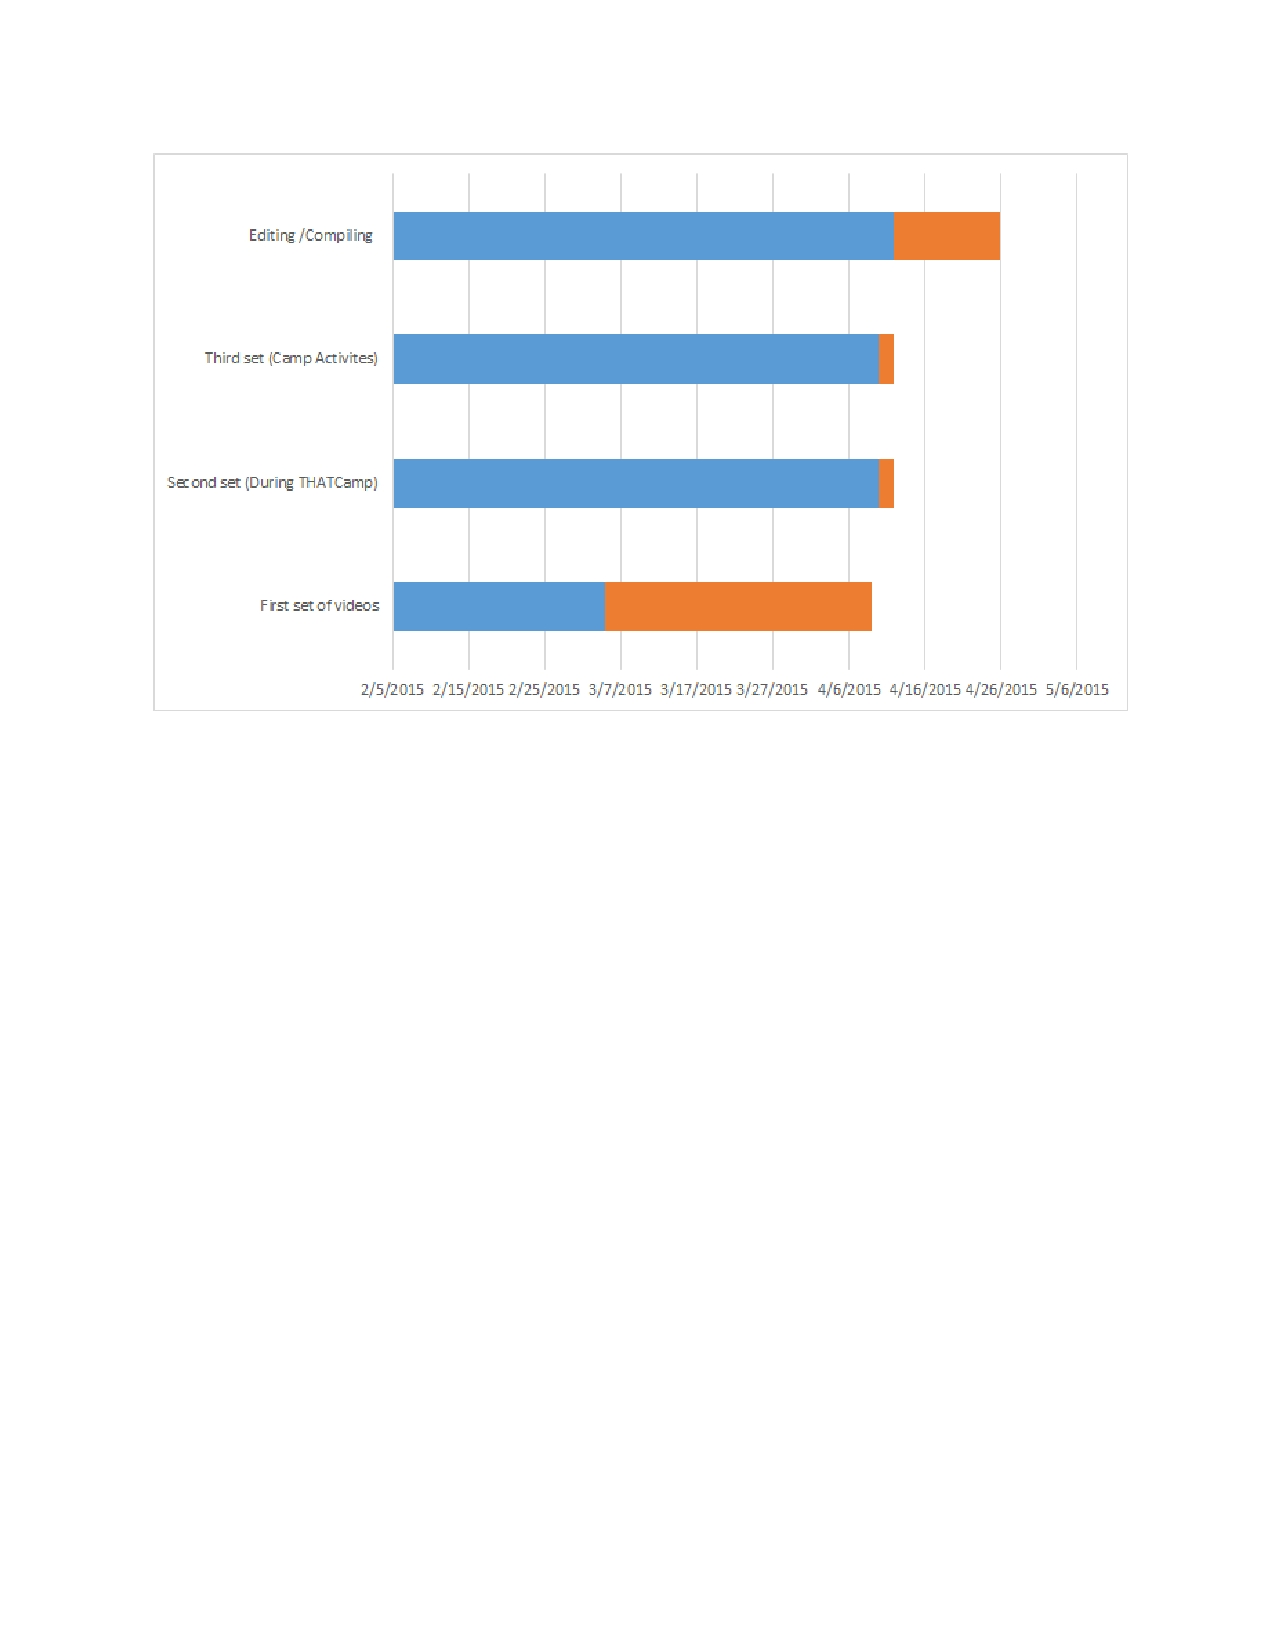 Editing /Compiling
Third set (Camp Activites)
Second set (During THATCamp)
First set of videos
2/5/2015 2/15/2015 2/25/2015 3/7/2015 3/17/2015 3/27/2015 4/6/2015 4/16/2015 4/26/2015 5/6/2015